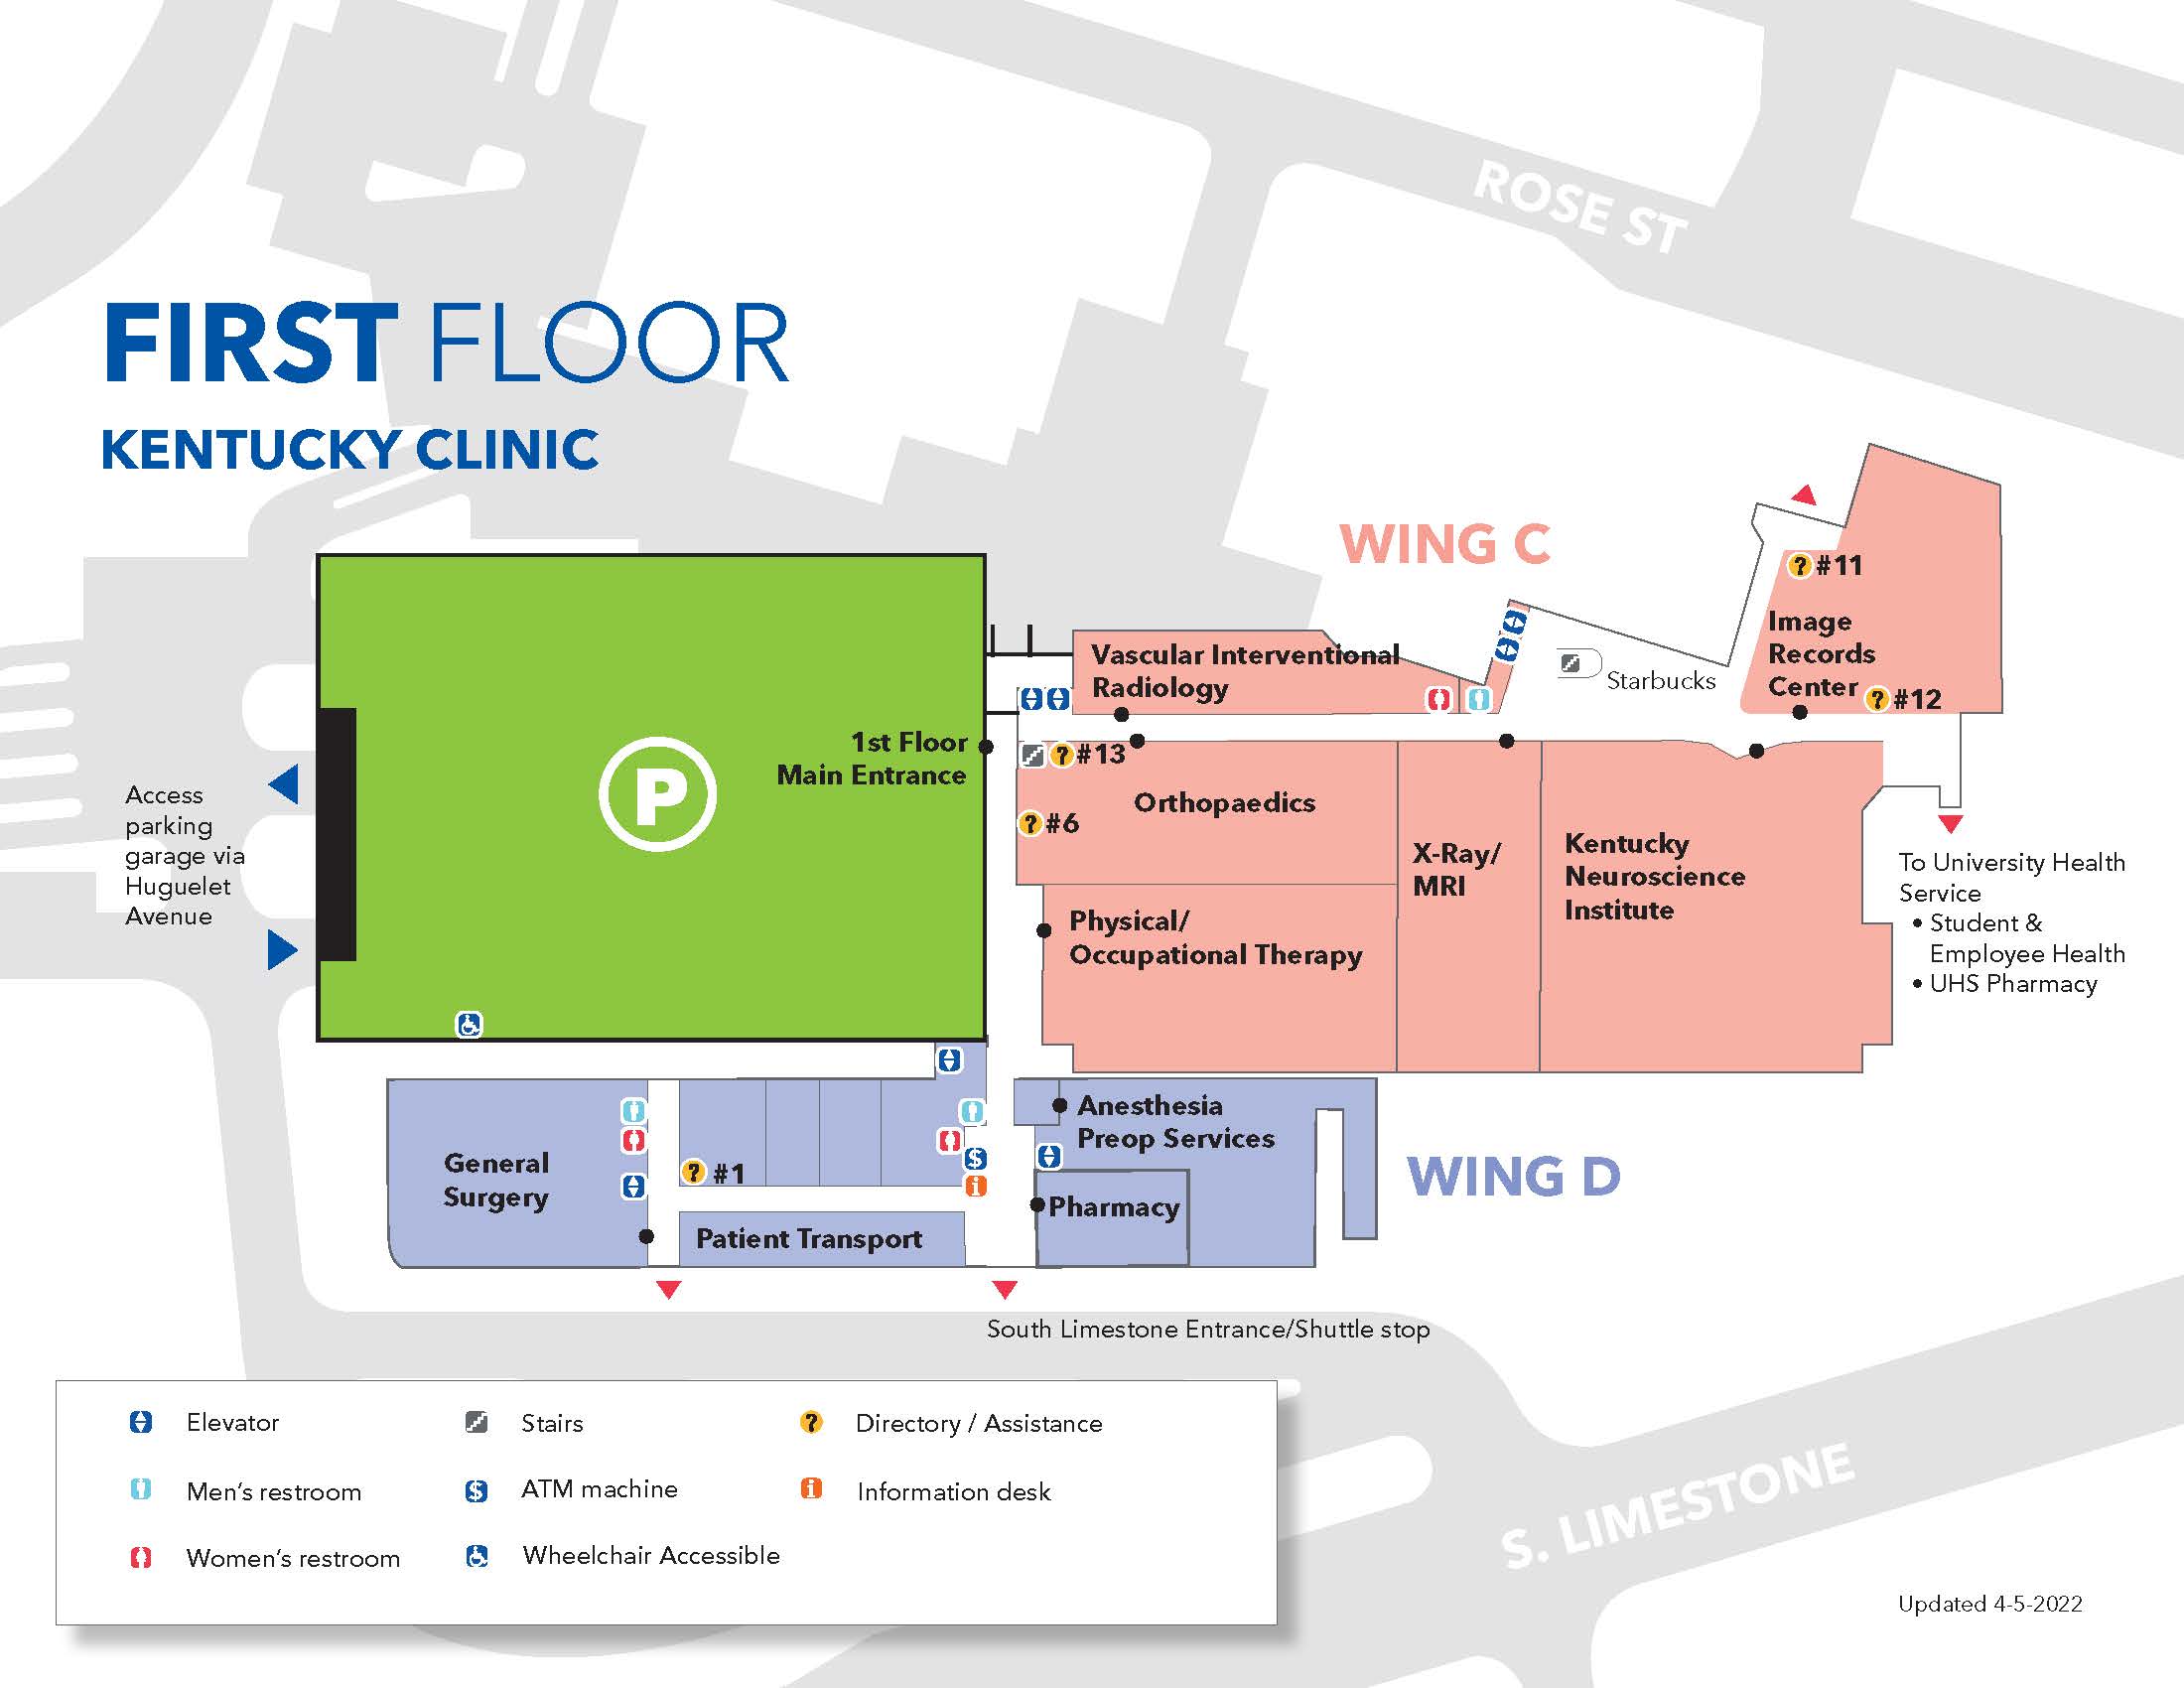 ROSE ST
FIRST FLOOR
KENTUCKY CLINIC
WING C
?#11
Image
Records
Center ?#12
Vascular Interventional
Radiology
Starbucks
1st Floor
Main Entrance
?#13
P
Access
parking
garage via
Huguelet
Avenue
Orthopaedics
?#6
X-Ray/
MRI
Kentucky
Neuroscience
Institute
To University Health
Service
• Student &
Employee Health
• UHS Pharmacy
Physical/
Occupational Therapy
Anesthesia
Preop Services
General
Surgery
? #1
$
i
WING D
Pharmacy
Patient Transport
South Limestone Entrance/Shuttle stop
Elevator
Stairs
? Directory / Assistance
Men's restroom
$ ATM machine
i Information desk
Women's restroom
Wheelchair Accessible
S. LIMESTONE
Updated 4-5-2022